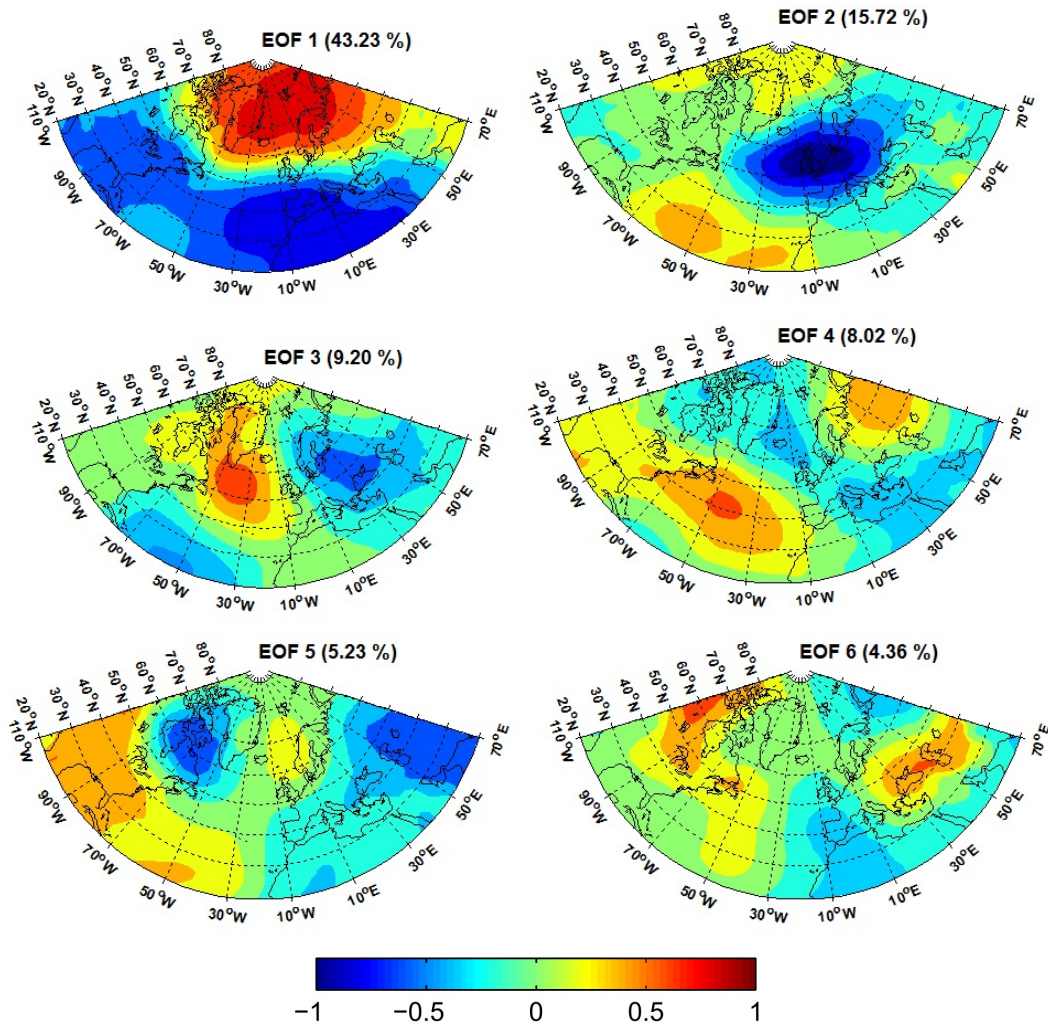 EOF 1 (43.23 %)
20°N
30°N
40°N
50°N
60°N
70°N
80°N
110°W
90°W
70°W
50°W
30°W
10°W
10°E
30°E
50°E
70°E
EOF 2 (15.72 %)
20°N
30°N
40°N
50°N
60°N
70°N
80°N
110°W
90°W
70°W
50°W
30°W
10°W
10°E
30°E
50°E
70°E
EOF 3 (9.20 %)
20°N
30°N
40°N
50°N
60°N
70°N
80°N
110°W
90°W
70°W
50°W
30°W
10°W
10°E
30°E
50°E
70°E
EOF 4 (8.02 %)
20°N
30°N
40°N
50°N
60°N
70°N
80°N
110°W
90°W
70°W
50°W
30°W
10°W
10°E
30°E
50°E
70°E
EOF 5 (5.23 %)
20°N
30°N
40°N
50°N
60°N
70°N
80°N
110°W
90°W
70°W
50°W
30°W
10°W
10°E
30°E
50°E
70°E
EOF 6 (4.36 %)
20°N
30°N
40°N
50°N
60°N
70°N
80°N
110°W
90°W
70°W
50°W
30°W
10°W
10°E
30°E
50°E
70°E
−1 −0.5 0 0.5 1